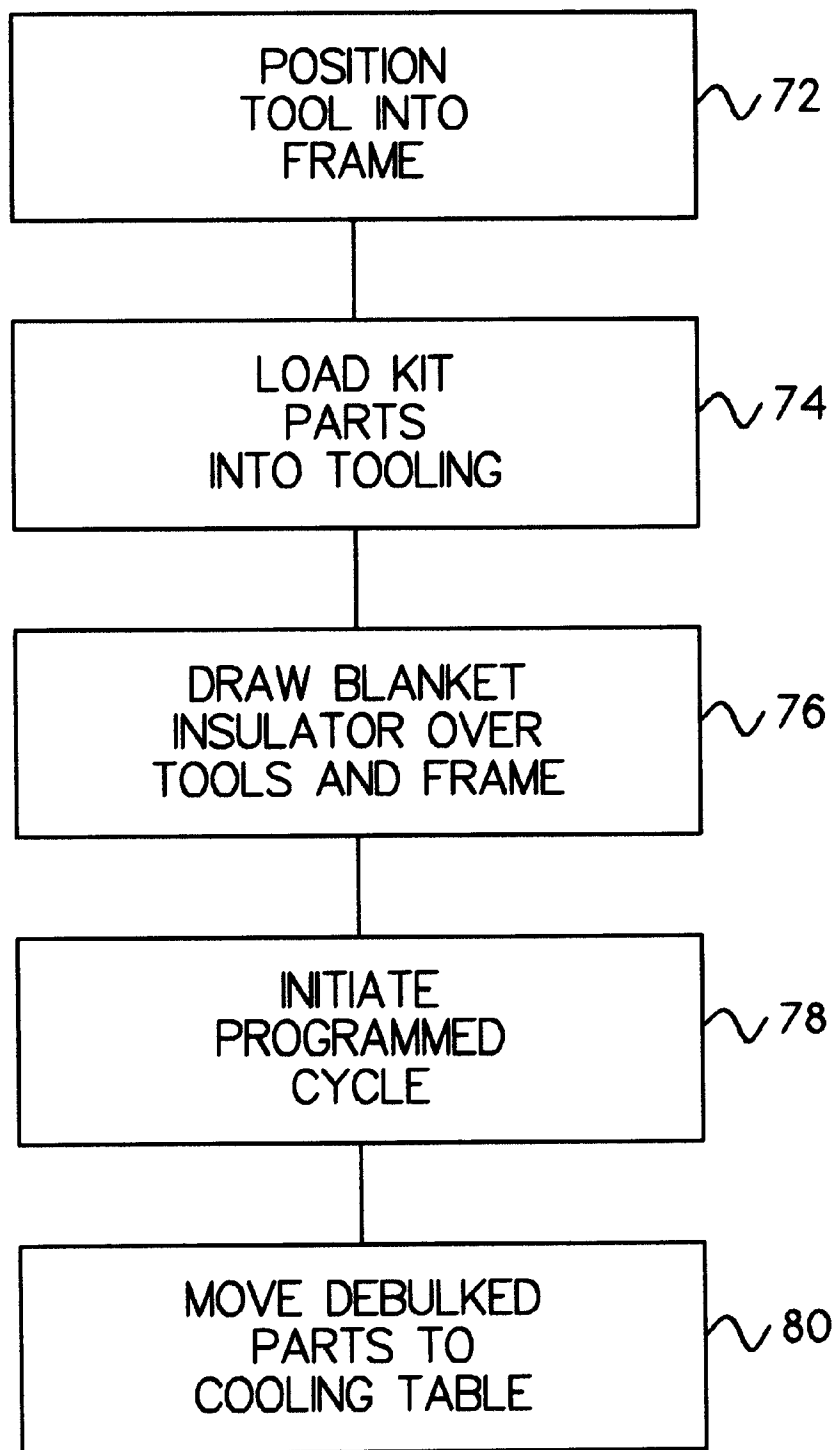 POSITION
TOOL INTO
FRAME
72
LOAD KIT
PARTS
INTO TOOLING
74
DRAW BLANKET
INSULATOR OVER
TOOLS AND FRAME
76
INITIATE
PROGRAMMED
CYCLE
78
MOVE DEBULKED
PARTS TO
COOLING TABLE
80